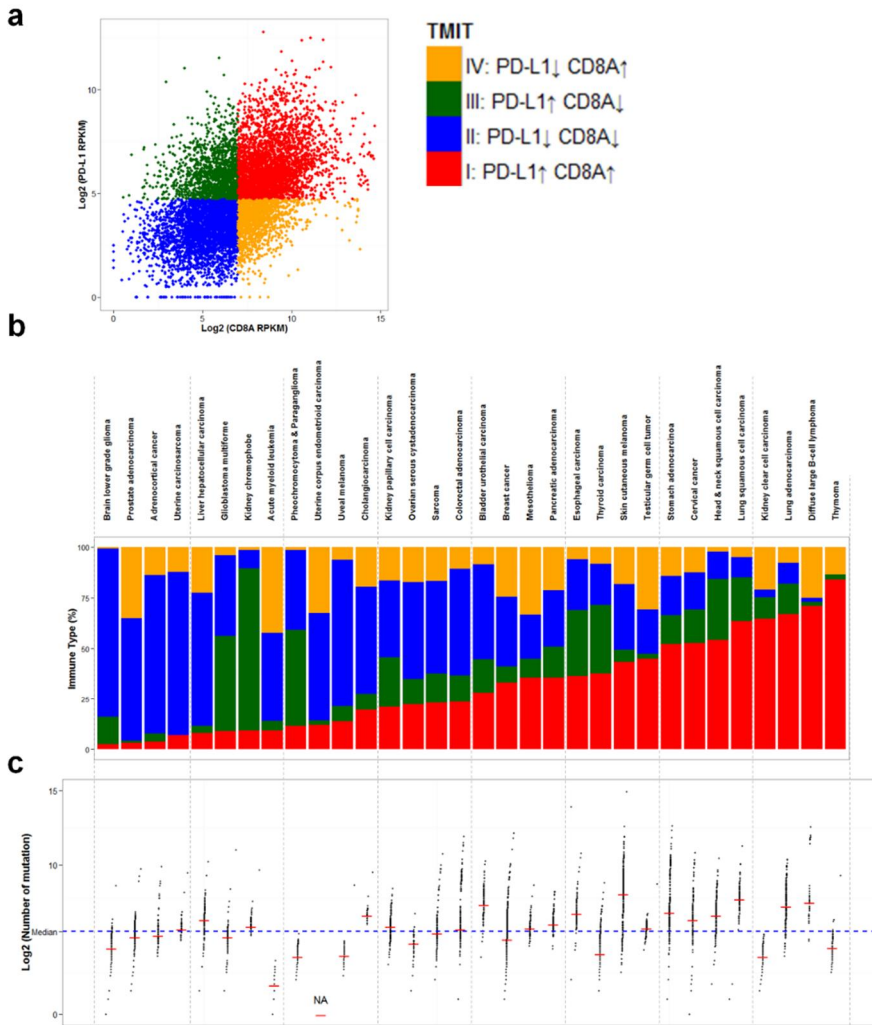 a
TMIT
IV: PD-L1↓ CD8A↑
III: PD-L1↑ CD8A↓
II: PD-L1↓ CD8A↓
I: PD-L1↑ CD8A↑
Log2 (PD-L1 RPKM)
10
5
0
0
5
10
15
Log2 (CD8A RPKM)
b
Brain lower grade glioma
Prostate adenocarcinoma
Adrenocortical cancer
Uterine carcinosarcoma
Liver hepatocellular carcinoma
Glioblastoma multiforme
Kidney chromophobe
Acute myeloid leukemia
Pheochromocytoma & Paraganglioma
Uterine corpus endometrioid carcinoma
Uveal melanoma
Cholangiocarcinoma
Kidney papillary cell carcinoma
Ovarian serous cystadenocarcinoma
Sarcoma
Colorectal adenocarcinoma
Bladder urothelial carcinoma
Breast cancer
Mesothelioma
Pancreatic adenocarcinoma
Esophageal carcinoma
Thyroid carcinoma
Skin cutaneous melanoma
Testicular germ cell tumor
Stomach adenocarcinoa
Cervical cancer
Head & neck squamous cell carcinoma
Lung squamous cell carcinoma
Kidney clear cell carcinoma
Lung adenocarcinoma
Diffuse large B-cell lymphoma
Thymoma
Immune Type (%)
100
75
50
25
0
c
Log2 (Number of mutation)
10
Median
0
NA